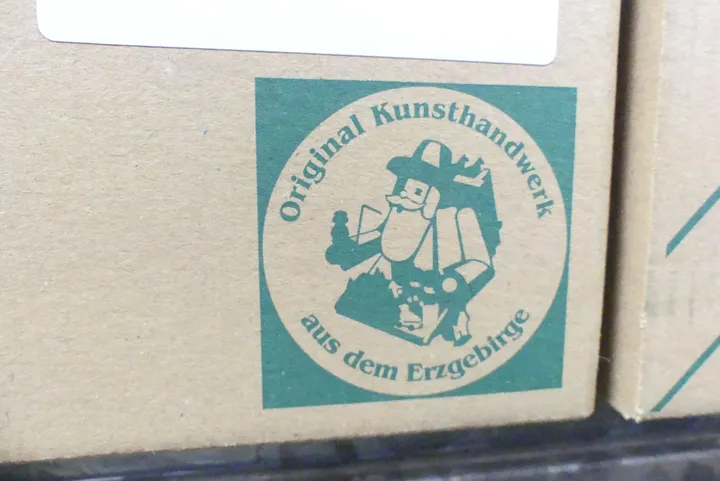 Original Kunsthandwerk
aus dem Erzgebirge